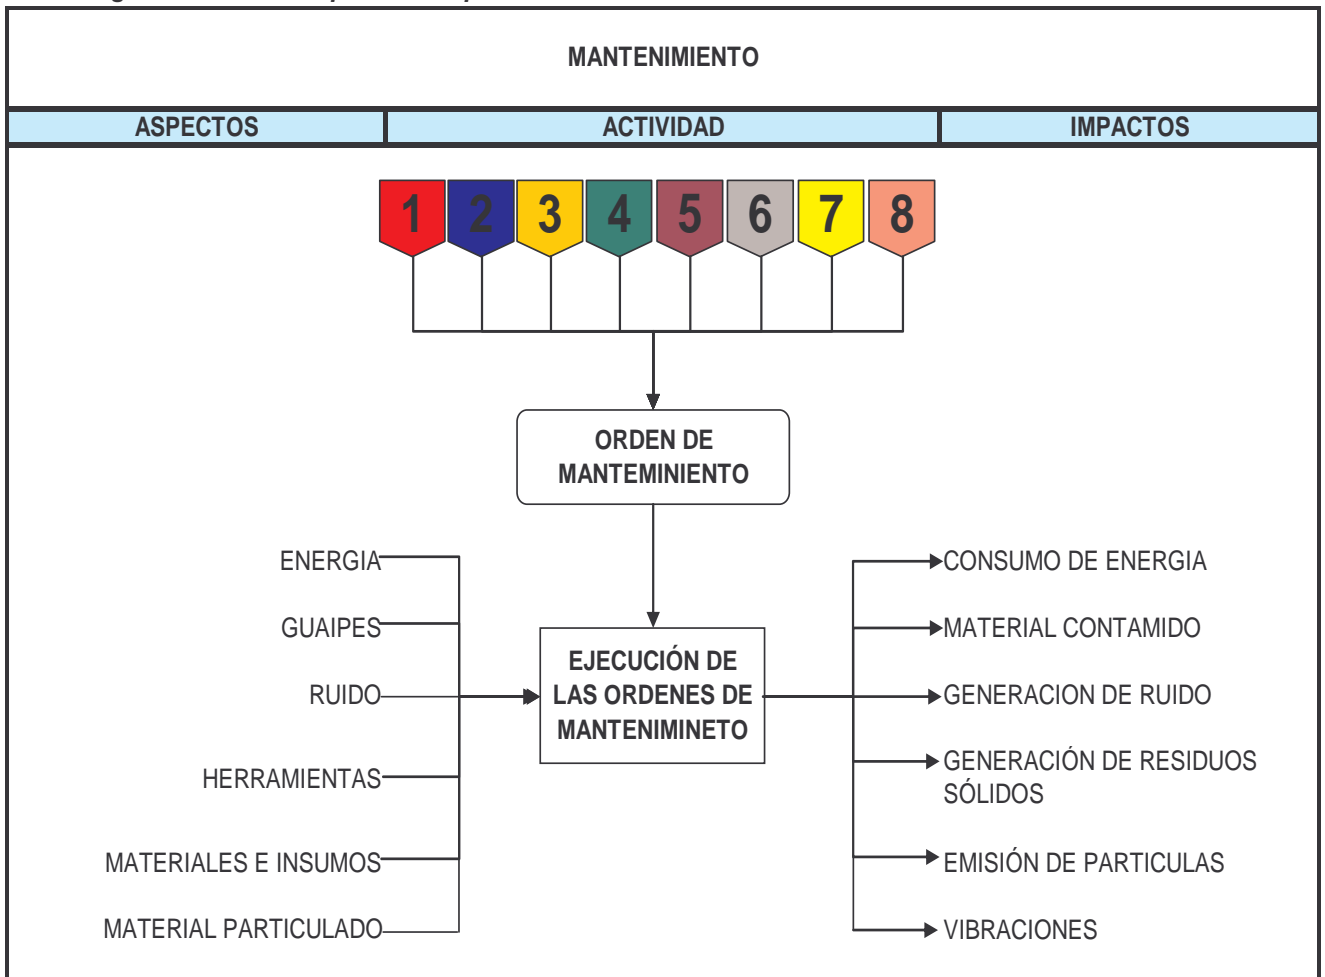 MANTENIMIENTO
ASPECTOS
ACTIVIDAD
IMPACTOS
1 2 3 4 5 6 7 8
ORDEN DE
MANTEMINIENTO
ENERGIA
GUAIPES
RUIDO
HERRAMIENTAS
MATERIALES E INSUMOS
MATERIAL PARTICULADO
EJECUCIÓN DE
LAS ORDENES DE
MANTENIMINETO
CONSUMO DE ENERGIA
MATERIAL CONTAMIDO
GENERACION DE RUIDO
GENERACIÓN DE RESIDUOS
SÓLIDOS
EMISIÓN DE PARTICULAS
VIBRACIONES